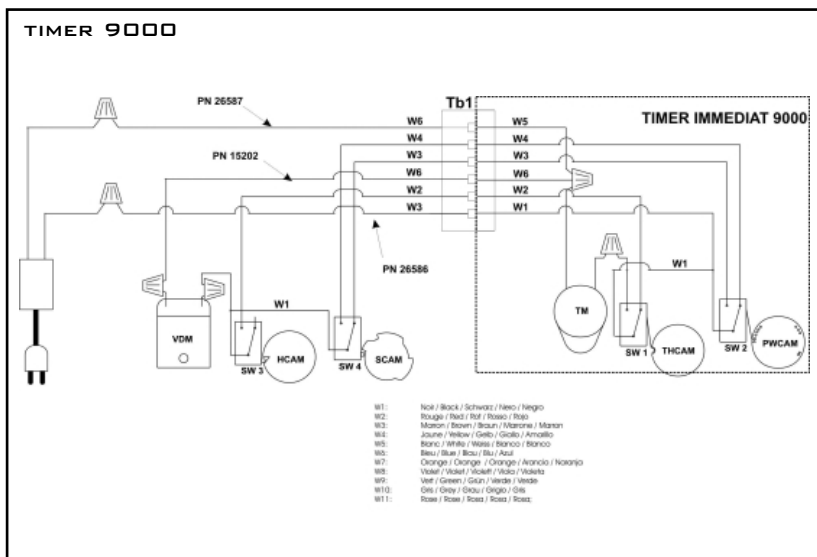 TIMER 9000
PN 26587
Tb1
TIMER IMMEDIAT 9000
W6
W5
W4
W4
W3
W3
PN 15202
W6
W6
W2
W2
W3
W1
PN 26586
W1
W1
VDM
TM
HCAM
SW 3
SCAM
SW 4
SW 1
THCAM
SW 2
PWCAM
W1: Noir / Black / Schwarz / Nero / Negro
W2: Rouge / Red / Rot / Rosso / Rojo
W3: Marron / Brown / Braun / Marrone / Marron
W4: Jaune / Yellow / Gelb / Giallo / Amarillo
W5: Blanc / White / Weiss / Bianco / Blanco
W6: Bleu / Blue / Blau / Blu / Azul
W7: Orange / Orange / Orange / Arancio / Naranja
W8: Violet / Violet / Violett / Viola / Violeta
W9: Vert / Green / Grün / Verde / Verde
W10: Gris / Grey / Grau / Grigio / Gris
W11: Rose / Rose / Rosa / Rosa / Rosa;